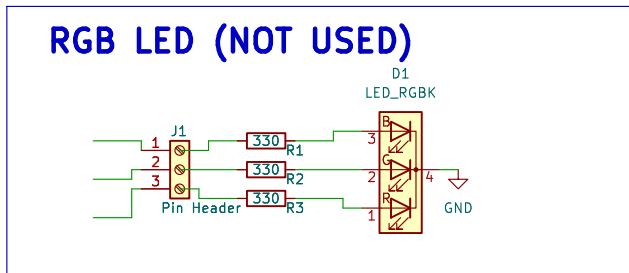 RGB LED (NOT USED)
D1
LED_RGBK
J1
1
2
3
Pin Header
330
R1
330
R2
330
R3
3
2
1
B
G
R
4
GND